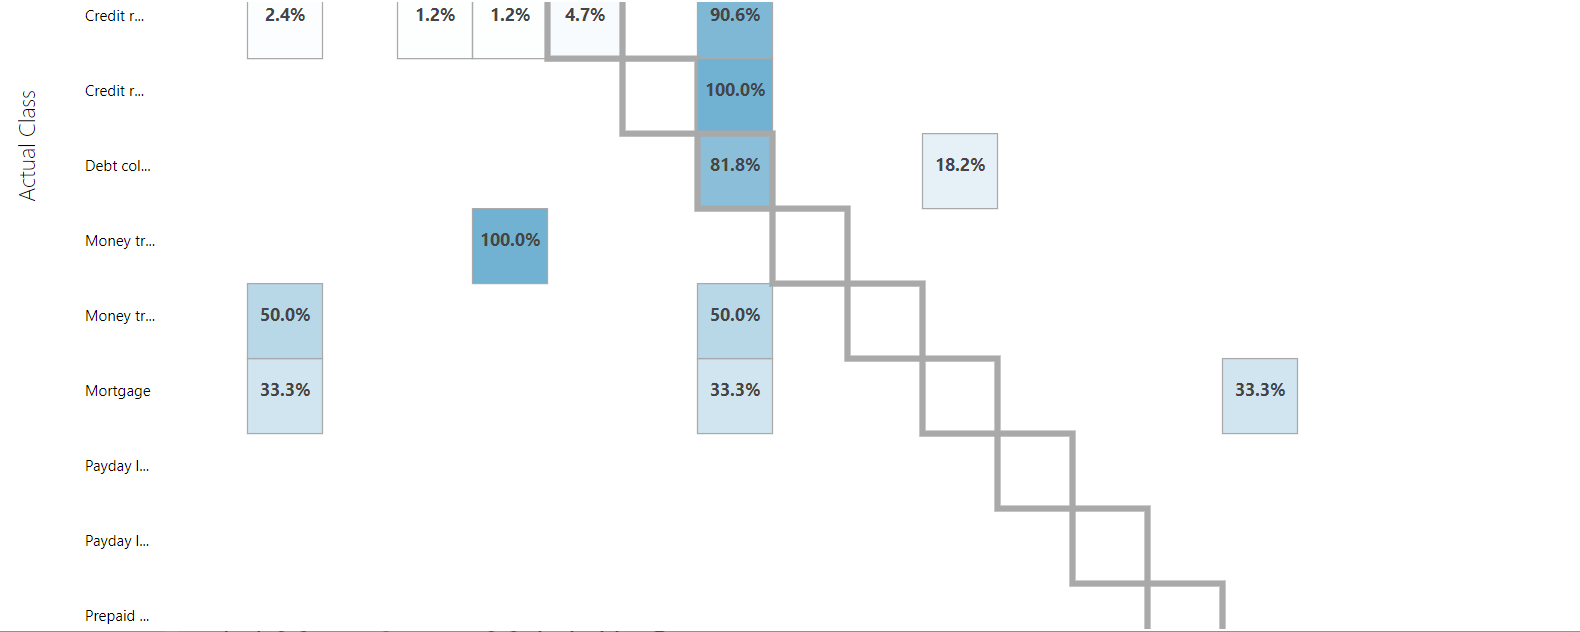 Actual Class
Credit r... 2.4% 1.2% 1.2% 4.7% 90.6%
Credit r... 100.0%
Debt col... 81.8% 18.2%
Money tr... 100.0%
Money tr... 50.0% 50.0%
Mortgage 33.3% 33.3% 33.3%
Payday l...
Payday l...
Prepaid ...